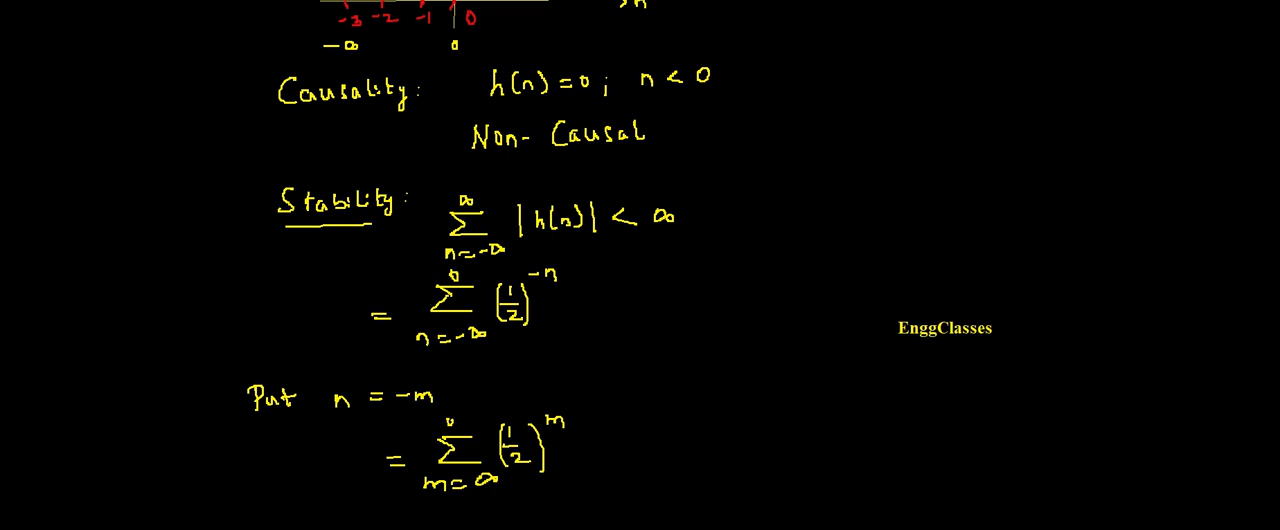 -3 -2 -1 0
-∞ 0
Causality: h(n) = 0 ; n < 0
Non- Causal
Stability: ∞
∑ |h(n)| < ∞
n=-∞
0
= ∑ (1/2)^-n
n=-∞
EnggClasses
Put n = -m
0
= ∑ (1/2)^m
m=∞